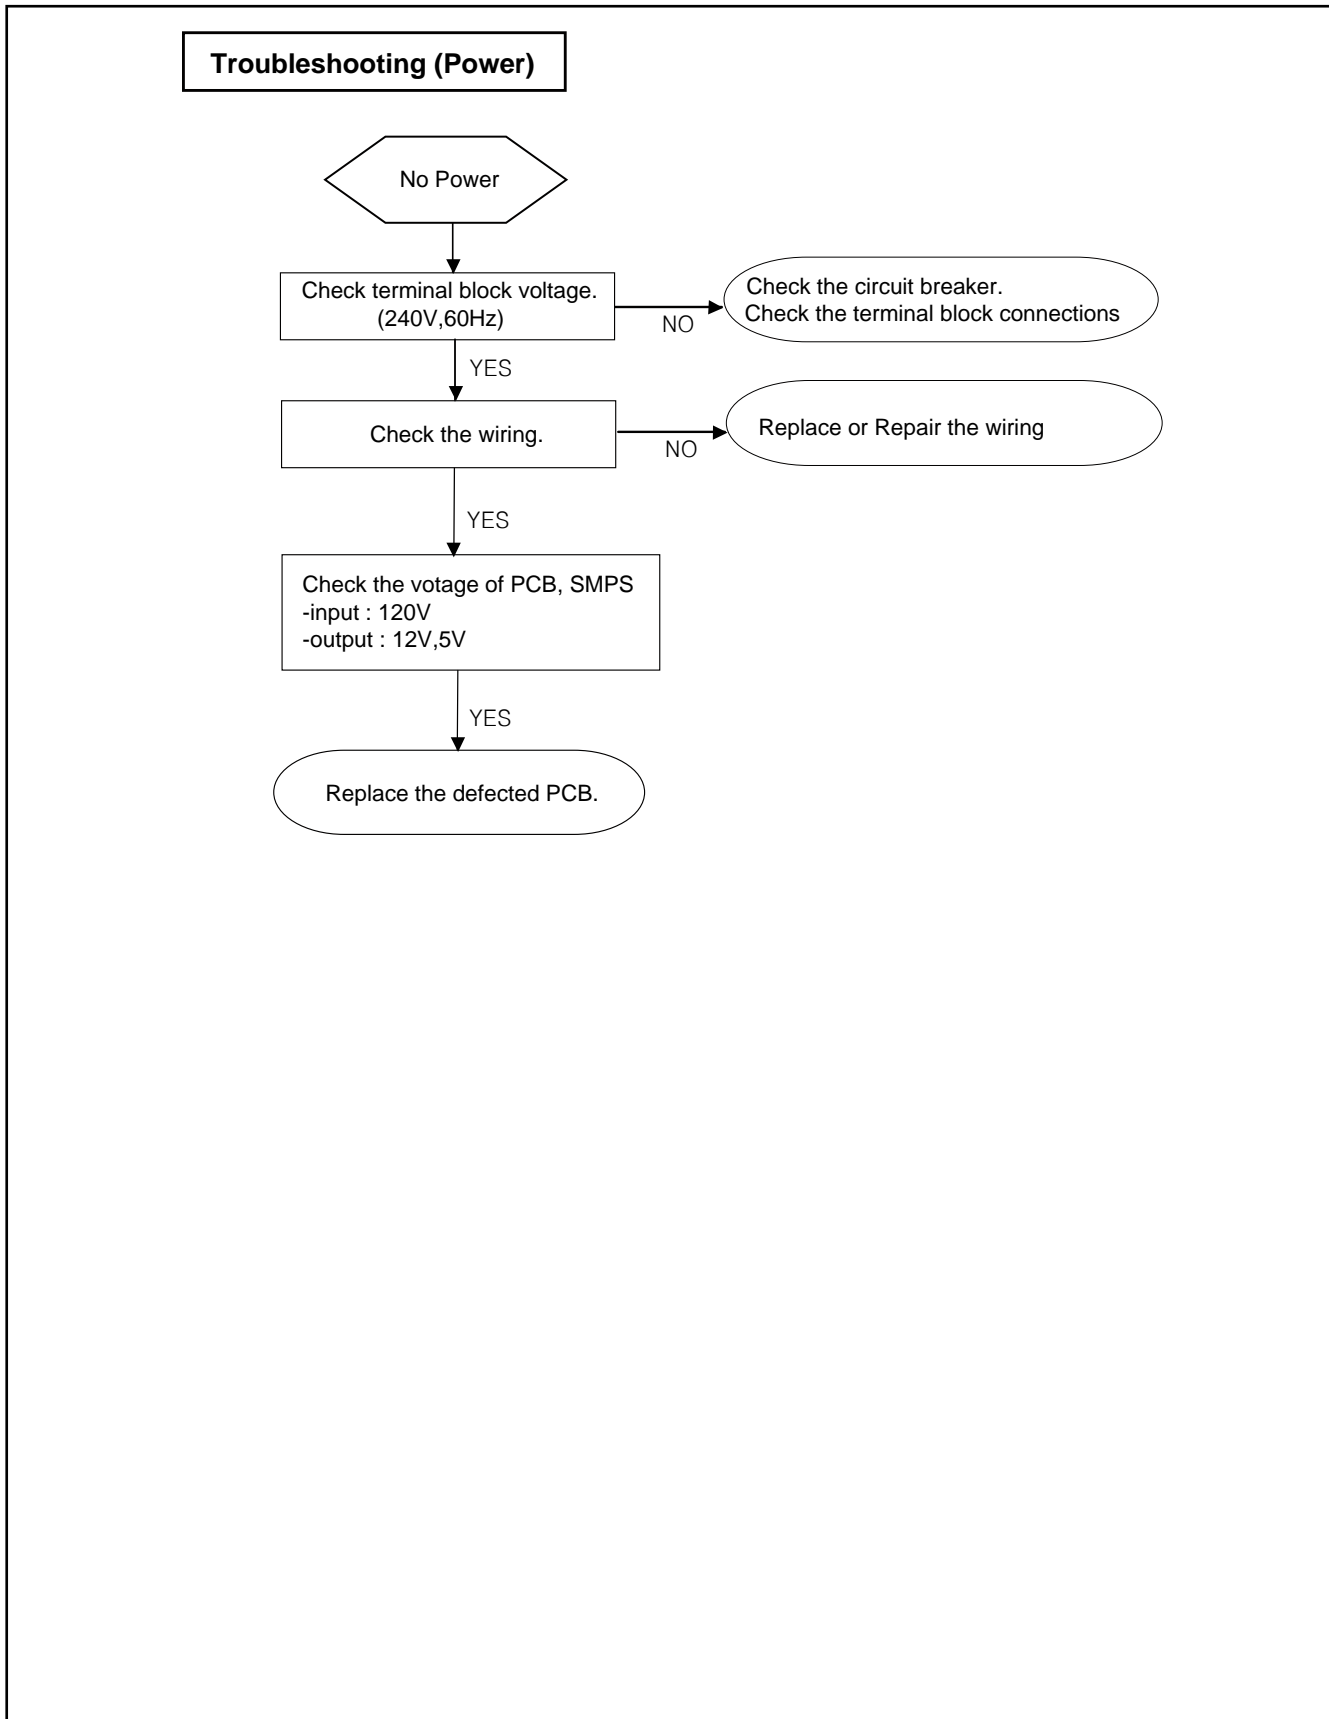 Troubleshooting (Power)
No Power
Check terminal block voltage.
(240V,60Hz)
NO
Check the circuit breaker.
Check the terminal block connections
YES
Check the wiring.
NO
Replace or Repair the wiring
YES
Check the votage of PCB, SMPS
-input : 120V
-output : 12V,5V
YES
Replace the defected PCB.